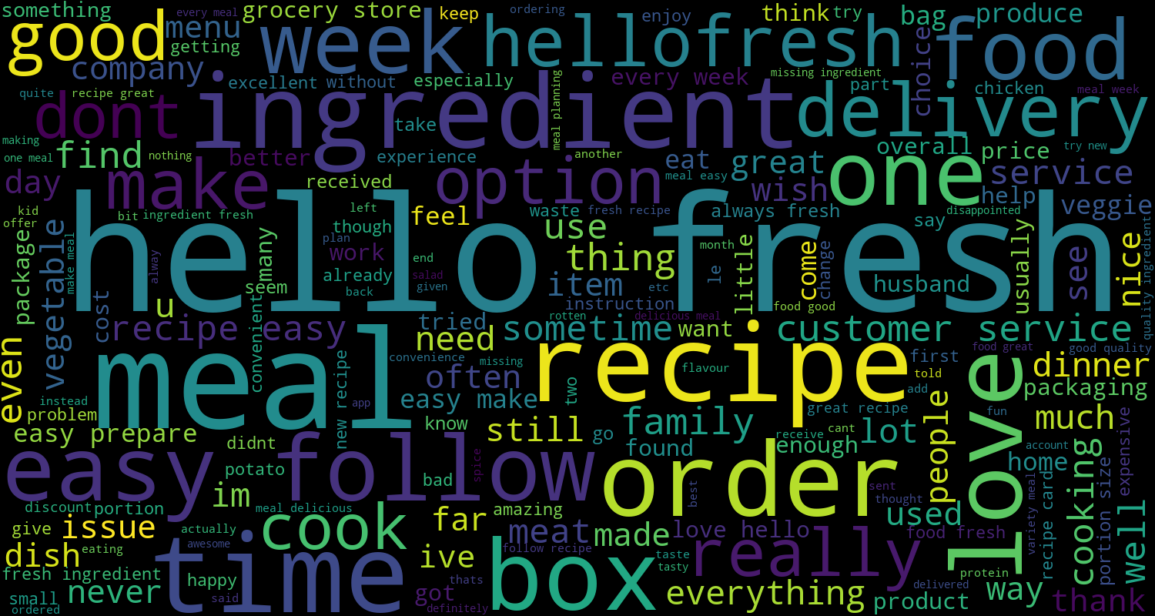 something
every meal
grocery store
keep
ordering
enjoy
think
try
bag
produce
good
menu
getting
week
hellofresh
food
company
excellent
without
especially
every week
missing ingredient
choice
chicken
quite
recipe great
dont
ingredient
meal planning
part
delivery
meal week
making
take
one meal
find
nothing
better
experience
another
overall
price
try new
day
make
received
option
eat
meal easy
great
wish
one
service
help
kid
offer
bit
ingredient fresh
left
though
feel
waste
fresh recipe
use
always fresh
say
disappointed
veggie
package
vegetable
make meal
hello fresh
alway
many
plan
work
end
thing
month
little
come
change
usually
see
nice
quality ingredient
cost
u
seem
already
salad
back
given
item
etc
le
husband
instruction
food good
recipe easy
convenient
tried
rotten
delicious meal
sometime
want
customer service
even
meal
need
convenience
missing
recipe
first
food great
good quality
instead
new recipe
often
two
flavour
told
add
love
dinner
packaging
problem
app
easy make
family
great recipe
people
fun
much
easy prepare
didnt
know
still
go
found
receive
cant
enough
lot
account
home
expensive
easy follow
potato
bad
spice
order
best
sent
thought
cooking
recipe card
portion size
variety meal
discount
portion
im
meal delicious
amazing
used
give
issue
actually
cook
far
meat
made
love hello
really
food fresh
well
dish
eating
time
awesome
follow recipe
ive
box
taste
tasty
protein
way
fresh ingredient
never
happy
said
got
thats
definitely
everything
delivered
product
thank
small
ordered